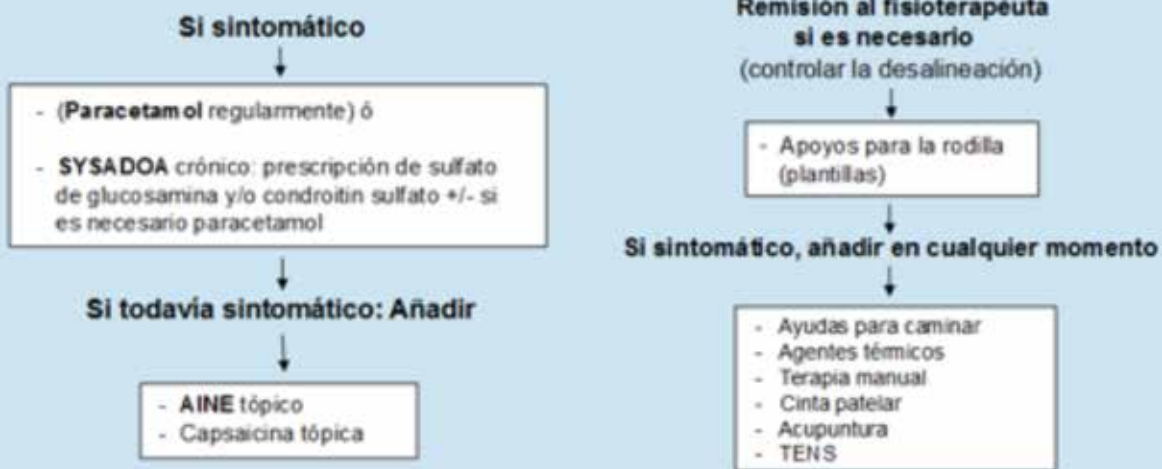 Si sintomático
- (Paracetamol regularmente) ó
- SYSADOA crónico: prescripción de sulfato
de glucosamina y/o condroitin sulfato +/- si
es necesario paracetamol
Si todavía sintomático: Añadir
- AINE tópico
- Capsaicina tópica
Remisión al fisioterapeuta
si es necesario
(controlar la desalineación)
- Apoyos para la rodilla
(plantillas)
Si sintomático, añadir en cualquier momento
- Ayudas para caminar
- Agentes térmicos
- Terapia manual
- Cinta patelar
- Acupuntura
- TENS